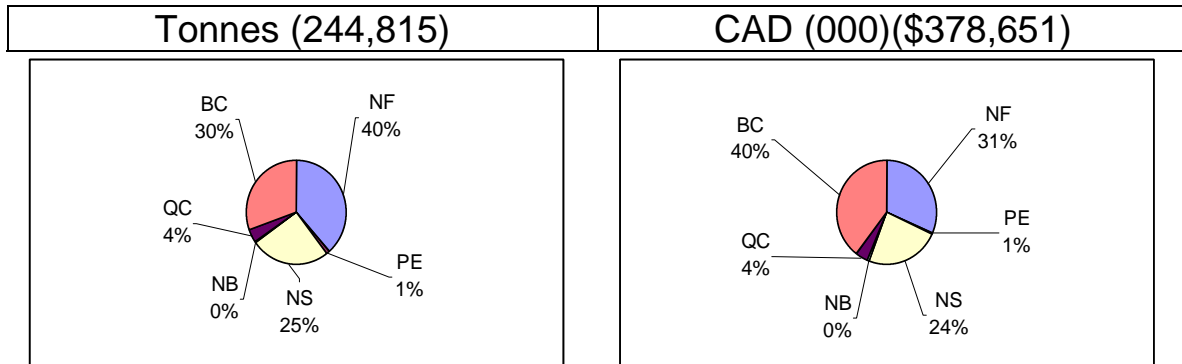 Tonnes (244,815)
CAD (000)($378,651)
BC
30%
NF
40%
QC
4%
PE
1%
NB
0%
NS
25%
BC
40%
NF
31%
PE
1%
QC
4%
NB
0%
NS
24%